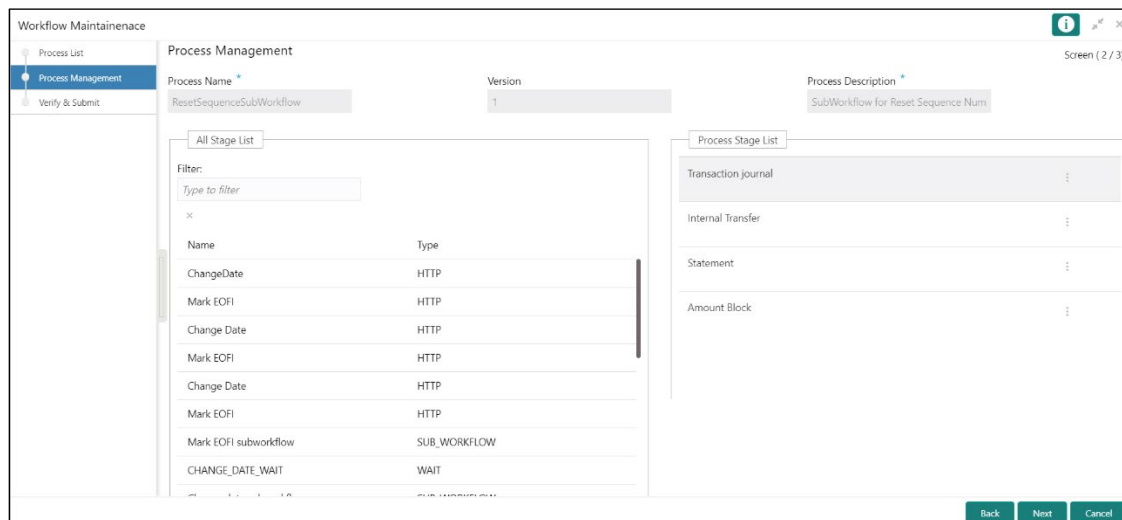 Workflow Maintainenace
Process List
Process Management
Verify & Submit
Process Management
Screen ( 2 / 3)
Process Name *
Version
Process Description *
ResetSequenceSubWorkflow
1
SubWorkflow for Reset Sequence Num
All Stage List
Filter:
Type to filter
Name Type
ChangeDate HTTP
Mark EOFI HTTP
Change Date HTTP
Mark EOFI HTTP
Change Date HTTP
Mark EOFI HTTP
Mark EOFI subworkflow SUB_WORKFLOW
CHANGE_DATE_WAIT WAIT
Process Stage List
Transaction journal
Internal Transfer
Statement
Amount Block
Back Next Cancel